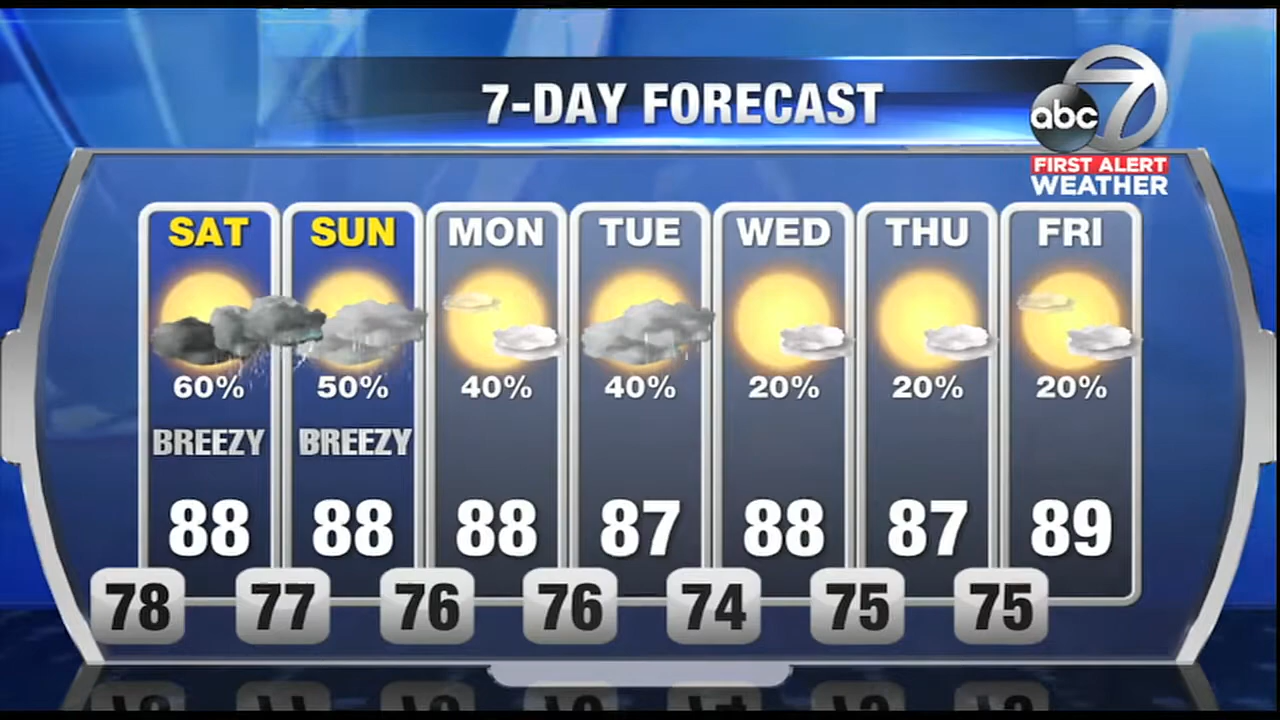 7-DAY FORECAST
abc 7
FIRST ALERT
WEATHER
SAT SUN MON TUE WED THU FRI
60% 50% 40% 40% 20% 20% 20%
BREEZY BREEZY
88 88 88 87 88 87 89
78 77 76 76 74 75 75